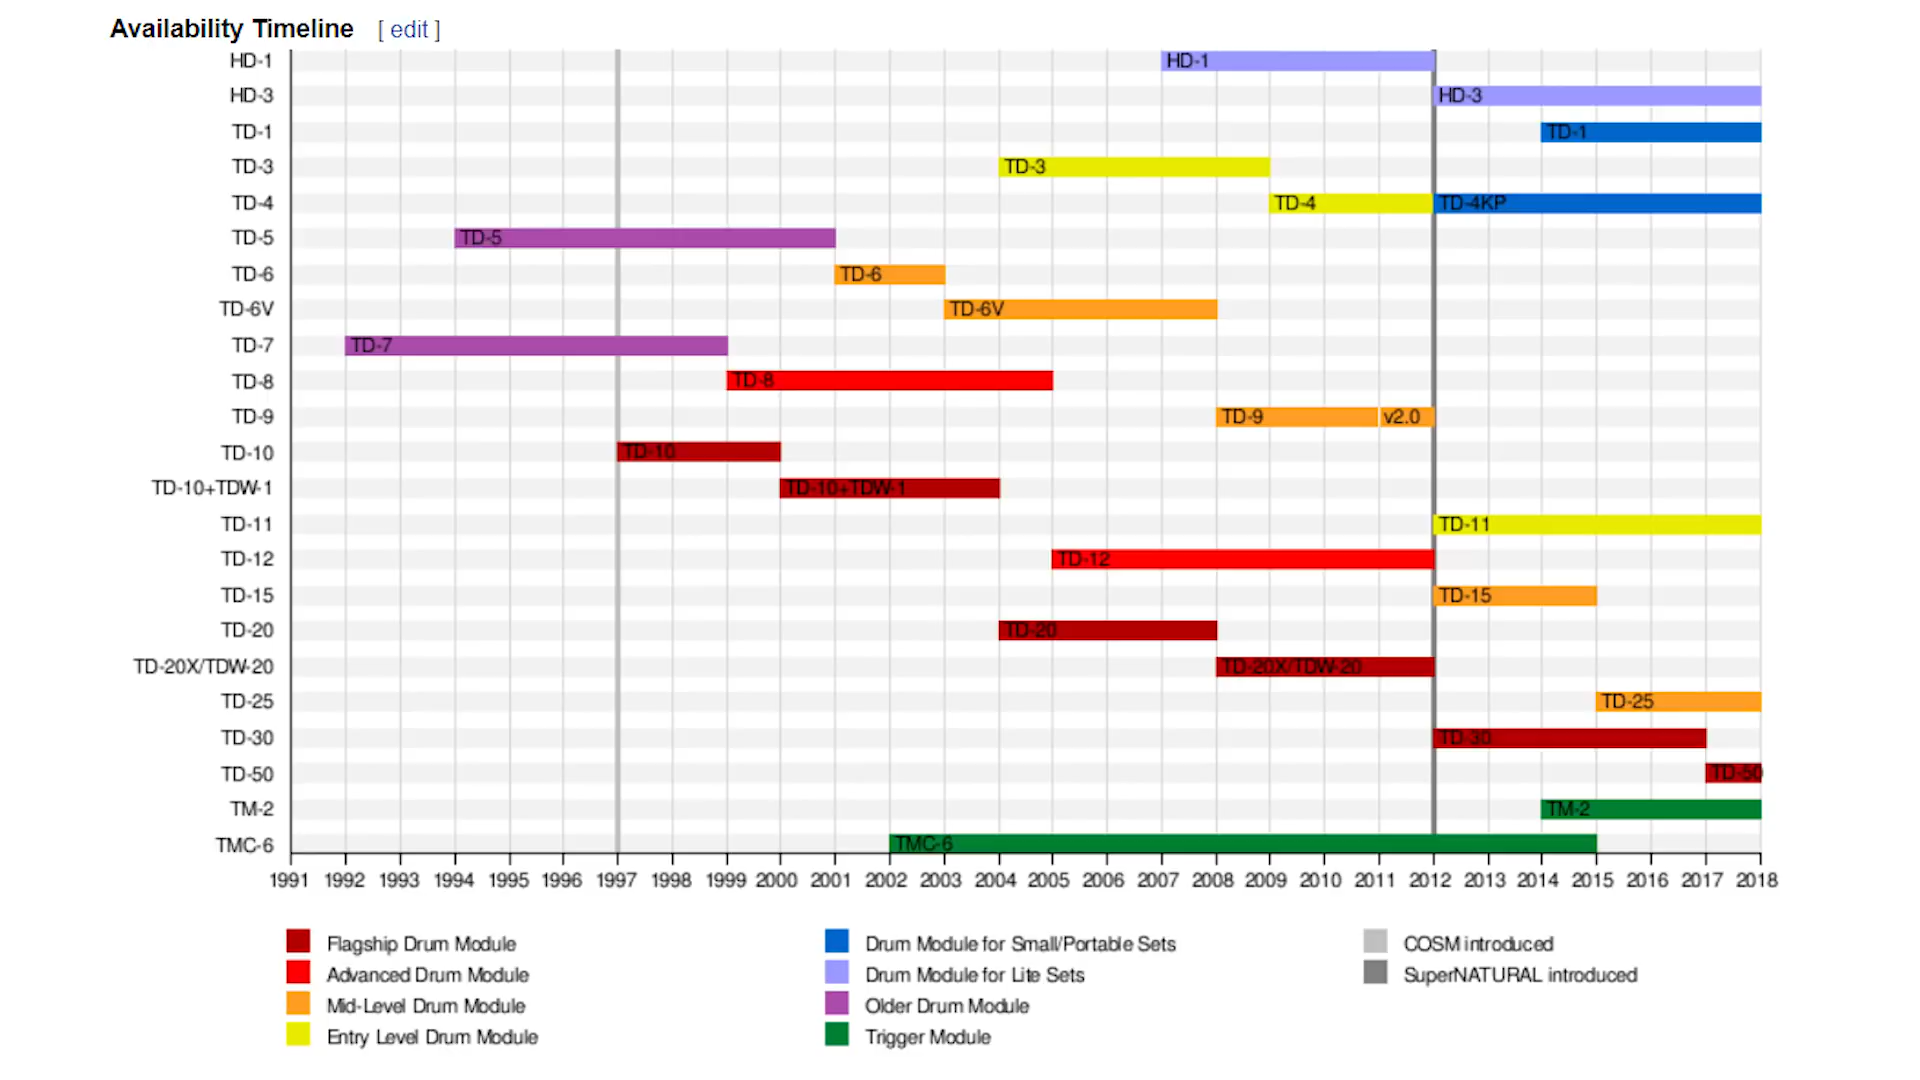 Availability Timeline [ edit ]
HD-1 HD-1
HD-3 HD-3
TD-1 TD-1
TD-3 TD-3
TD-4 TD-4 TD-4KP
TD-5 TD-5
TD-6 TD-6
TD-6V TD-6V
TD-7 TD-7
TD-8 TD-8
TD-9 TD-9 v2.0
TD-10 TD-10
TD-10+TDW-1 TD-10+TDW-1
TD-11 TD-11
TD-12 TD-12
TD-15 TD-15
TD-20 TD-20
TD-20X/TDW-20 TD-20X/TDW-20
TD-25 TD-25
TD-30 TD-30
TD-50 TD-50
TM-2 TM-2
TMC-6 TMC-6
1991 1992 1993 1994 1995 1996 1997 1998 1999 2000 2001 2002 2003 2004 2005 2006 2007 2008 2009 2010 2011 2012 2013 2014 2015 2016 2017 2018
Flagship Drum Module Drum Module for Small/Portable Sets COSM introduced
Advanced Drum Module Drum Module for Lite Sets SuperNATURAL introduced
Mid-Level Drum Module Older Drum Module
Entry Level Drum Module Trigger Module